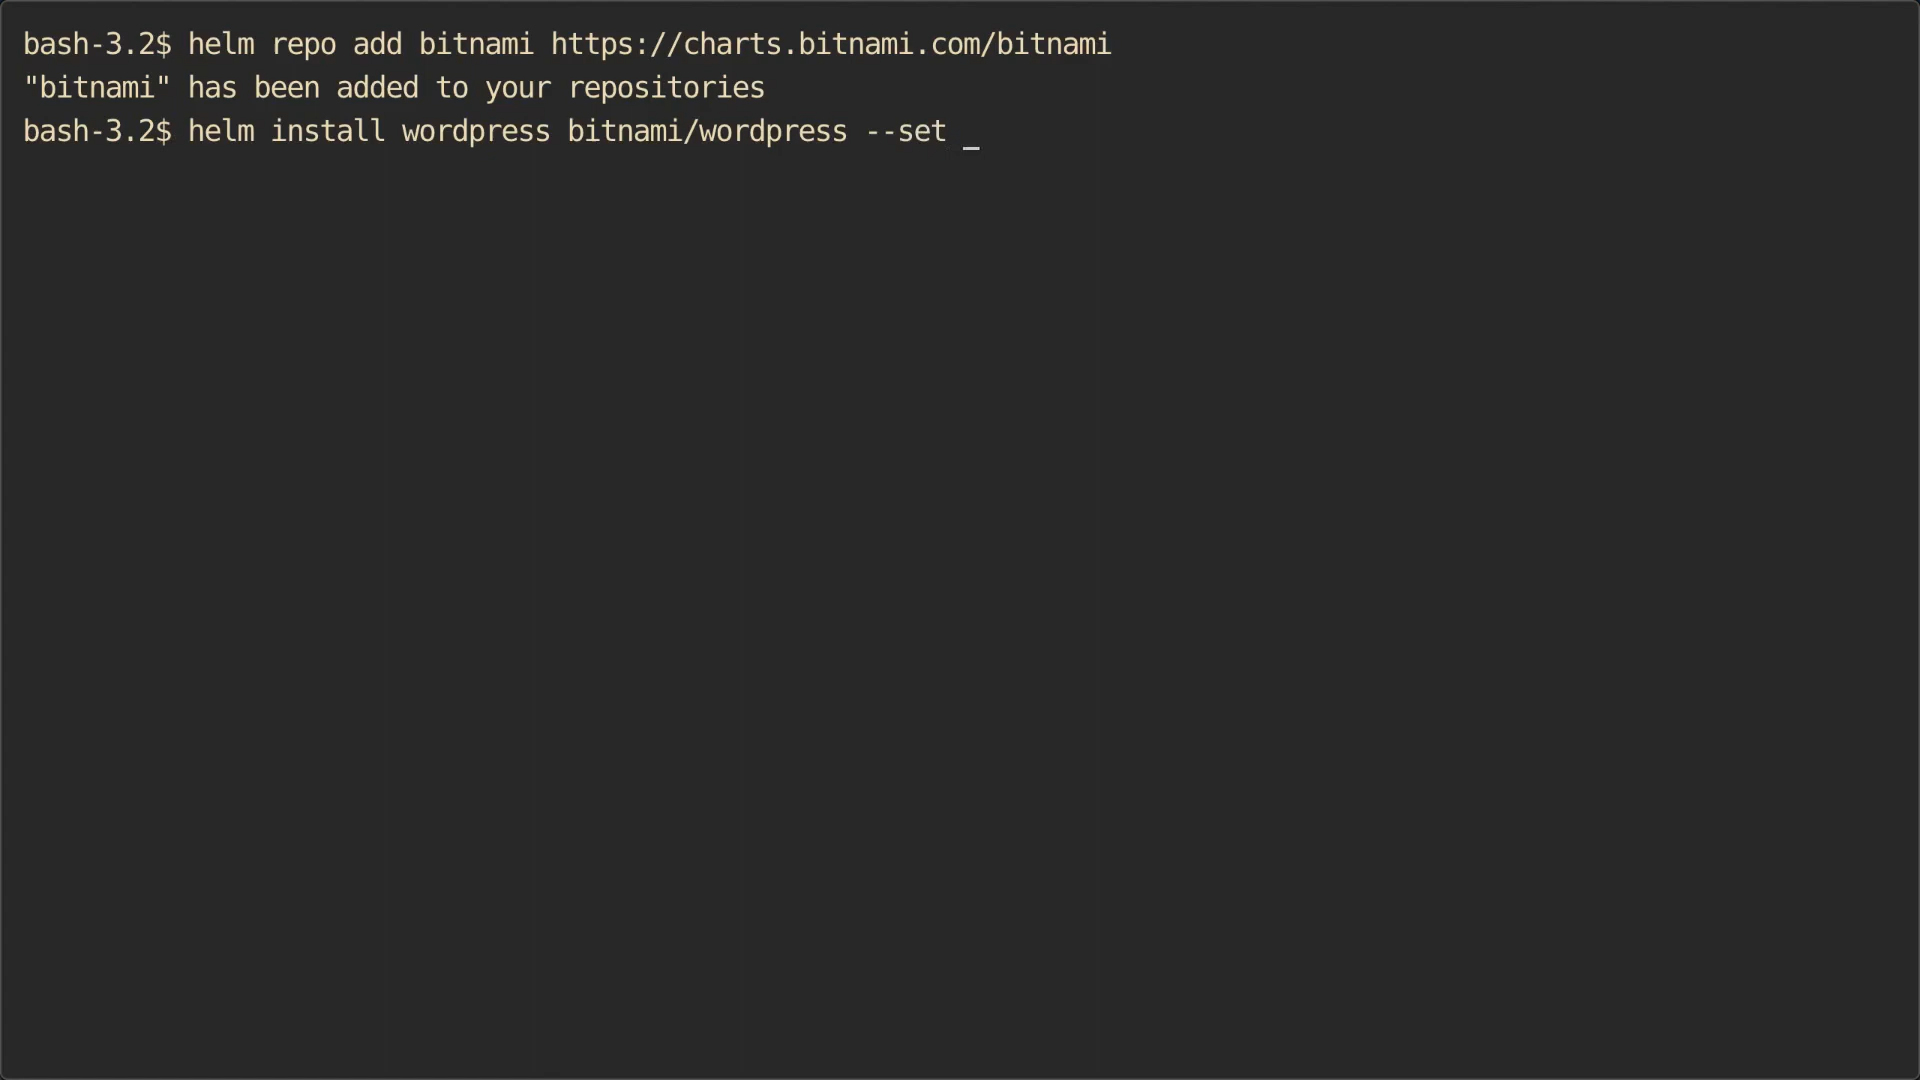 bash-3.2$ helm repo add bitnami https://charts.bitnami.com/bitnami
"bitnami" has been added to your repositories
bash-3.2$ helm install wordpress bitnami/wordpress --set _